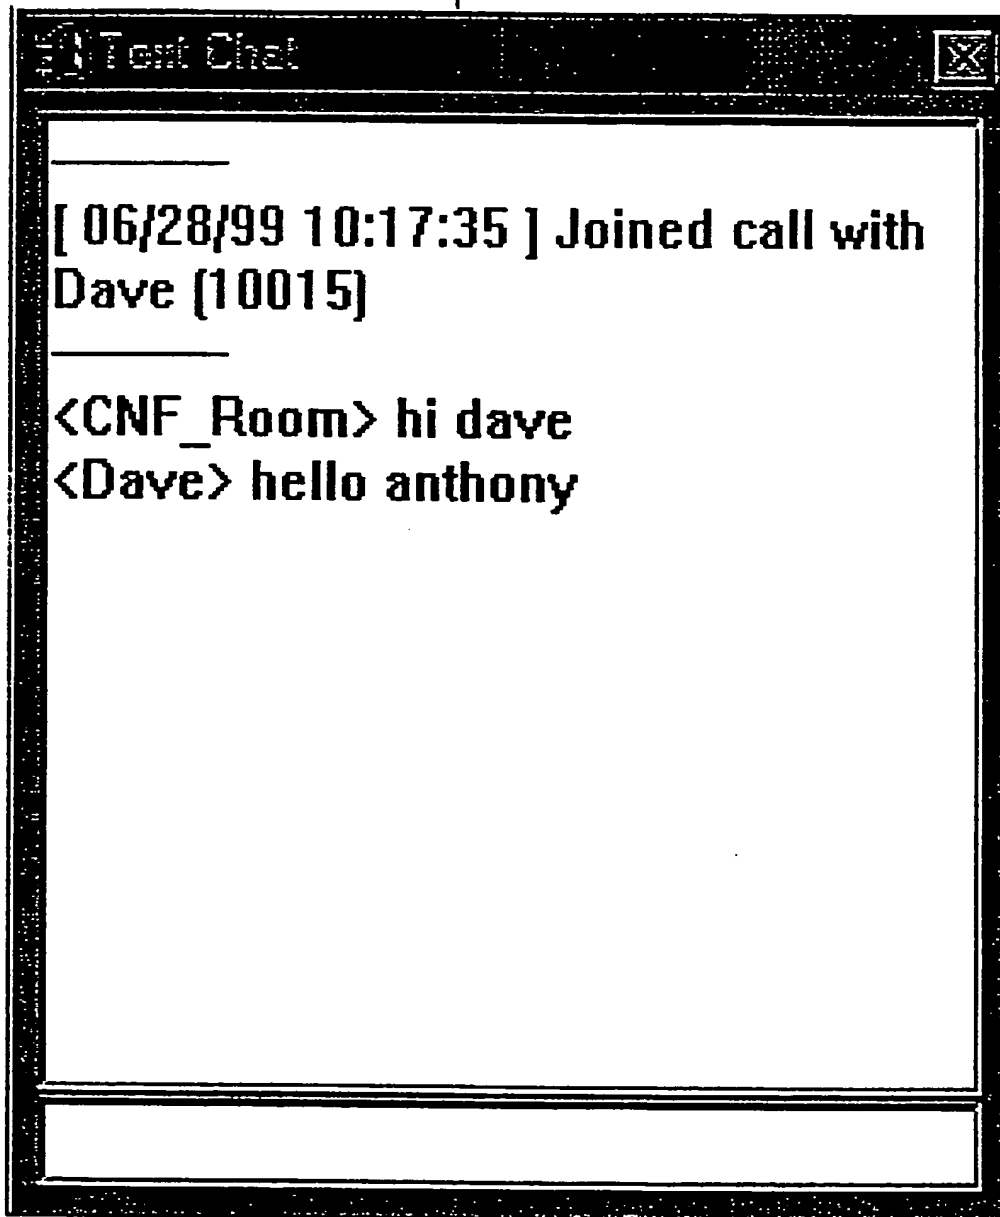 Text Chat
[ 06/28/99 10:17:35 ] Joined call with
Dave (10015)
<CNF_Room> hi dave
<Dave> hello anthony